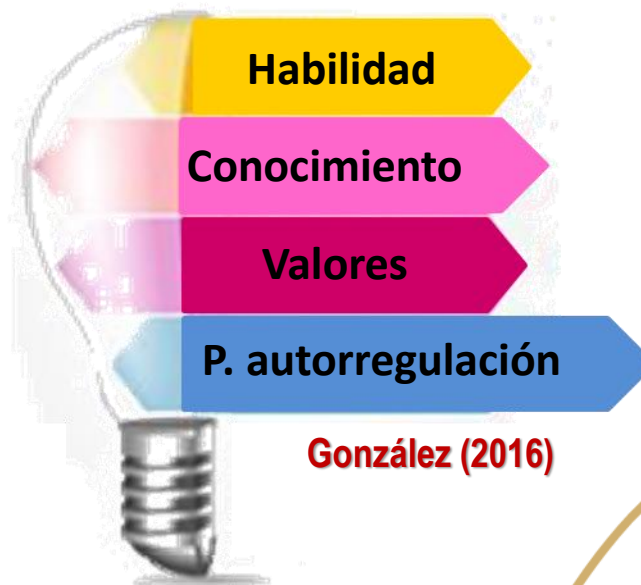 Habilidad
Conocimiento
Valores
P. autorregulación
González (2016)